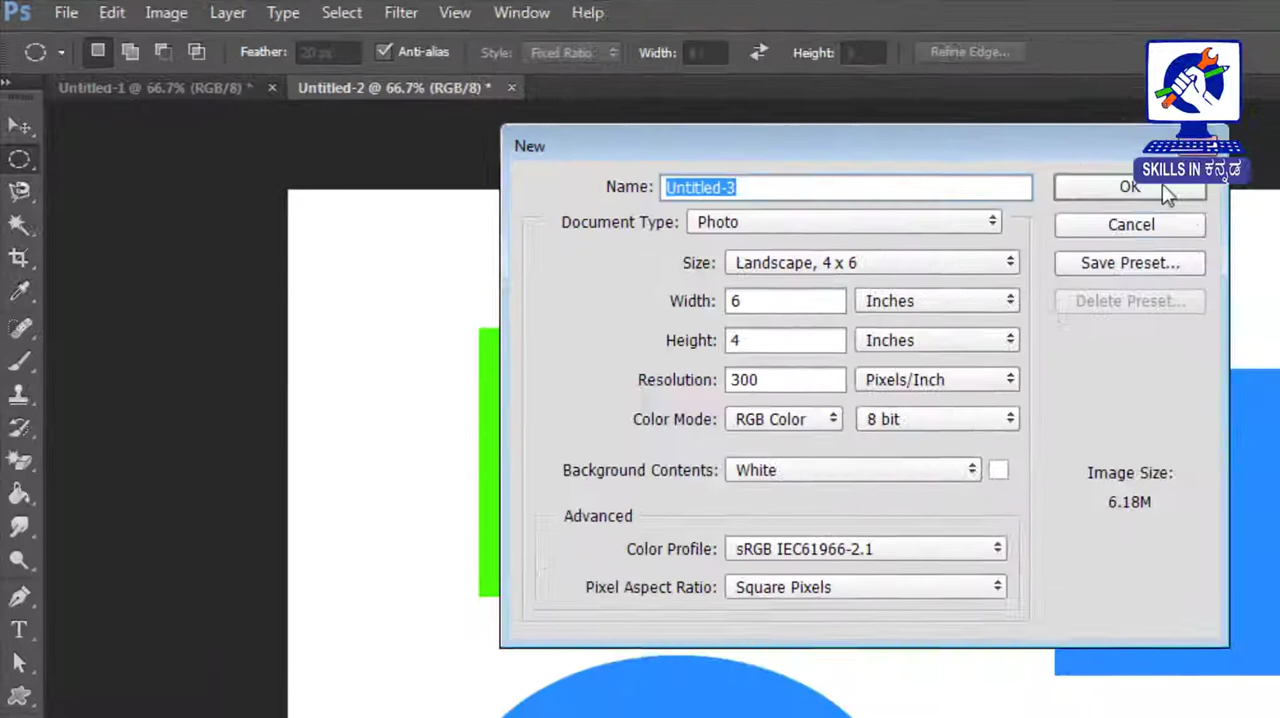 Ps File Edit Image Layer Type Select Filter View Window Help
Feather: 20 px Anti-alias Style: Fixed Ratio Width: Height: Refine Edge...
Untitled-1 @ 66.7% (RGB/8) * × Untitled-2 @ 66.7% (RGB/8) * ×
SKILLS IN ಕನ್ನಡ
New
Name: Untitled-3 OK
Document Type: Photo Cancel
Size: Landscape, 4 x 6 Save Preset...
Width: 6 Inches Delete Preset...
Height: 4 Inches
Resolution: 300 Pixels/Inch
Color Mode: RGB Color 8 bit
Background Contents: White
Image Size:
6.18M
Advanced
Color Profile: sRGB IEC61966-2.1
Pixel Aspect Ratio: Square Pixels
T